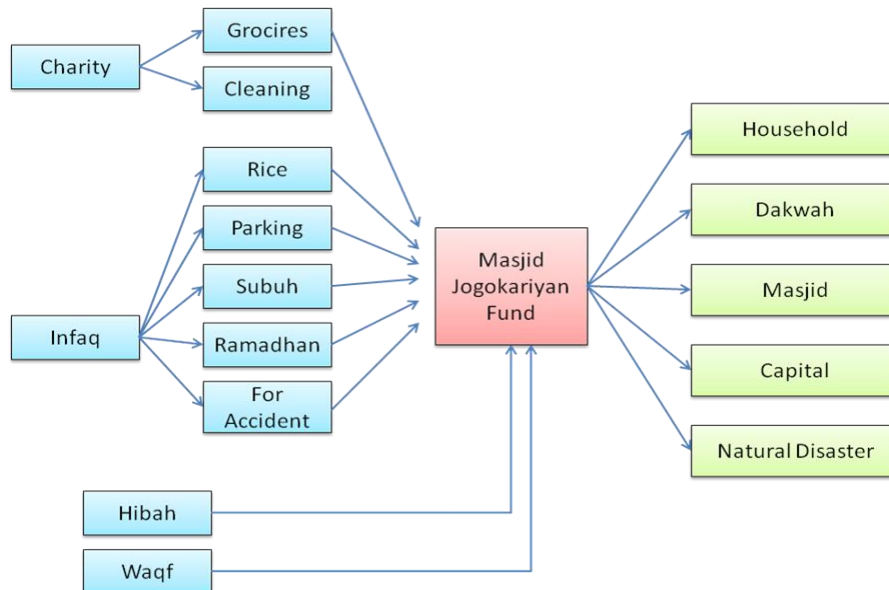 Grocires
Charity
Cleaning
Rice
Parking
Subuh
Infaq
Ramadhan
For
Accident
Hibah
Waqf
Masjid
Jogokariyan
Fund
Household
Dakwah
Masjid
Capital
Natural Disaster